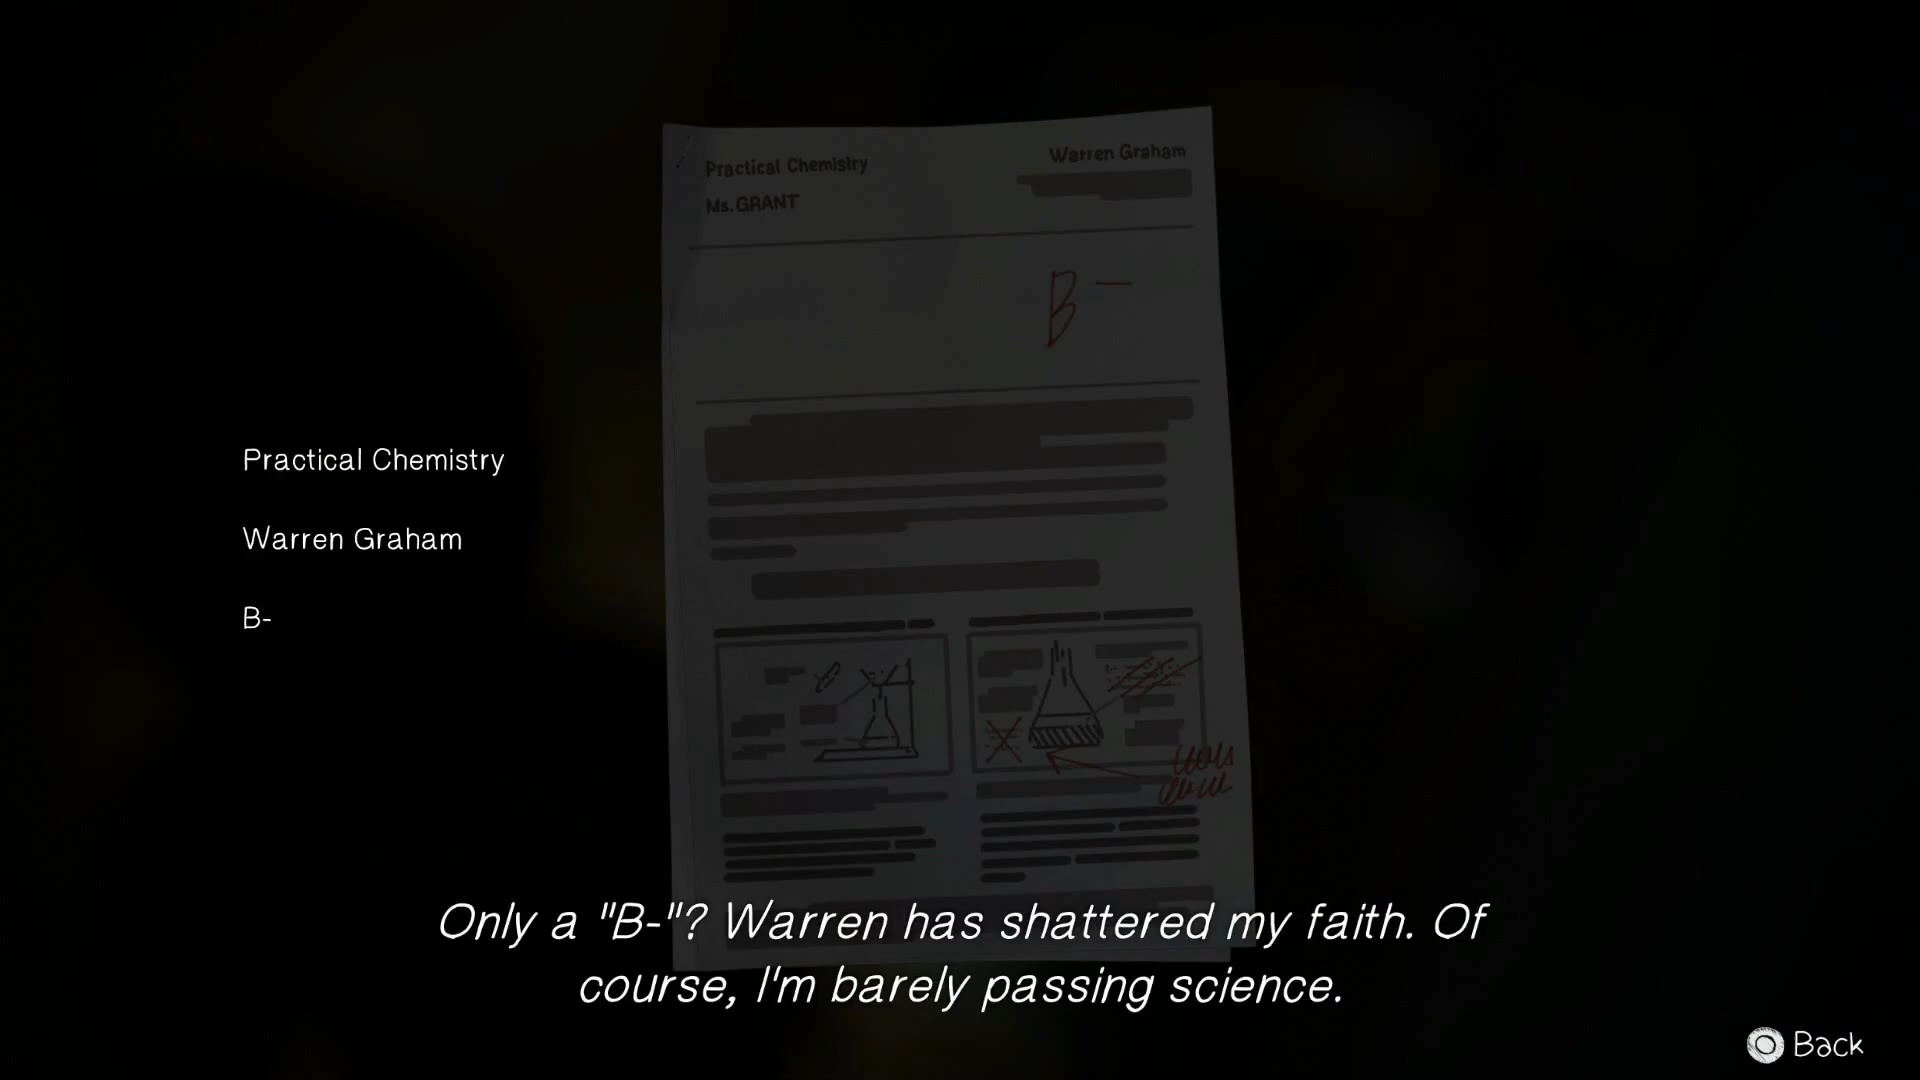 Practical Chemistry
Warren Graham
Ms. GRANT
B-
Practical Chemistry
Warren Graham
B-
Only a "B-"? Warren has shattered my faith. Of
course, I'm barely passing science.
Back